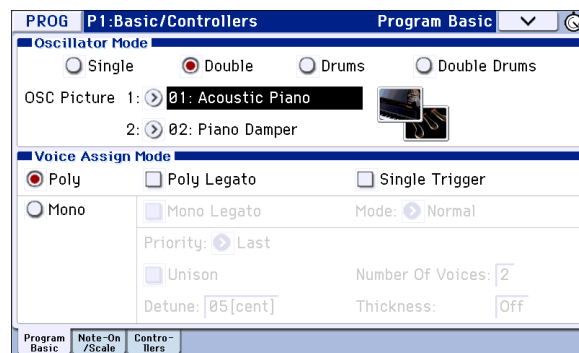 PROG P1:Basic/Controllers Program Basic
Oscillator Mode
Single Double Drums Double Drums
OSC Picture 1: 01: Acoustic Piano
2: 02: Piano Damper
Voice Assign Mode
Poly Poly Legato Single Trigger
Mono Mono Legato Mode: Normal
Priority: Last
Unison Number Of Voices: 2
Detune: 05[cent] Thickness: Off
Program Basic Note-On /Scale Contro- llers